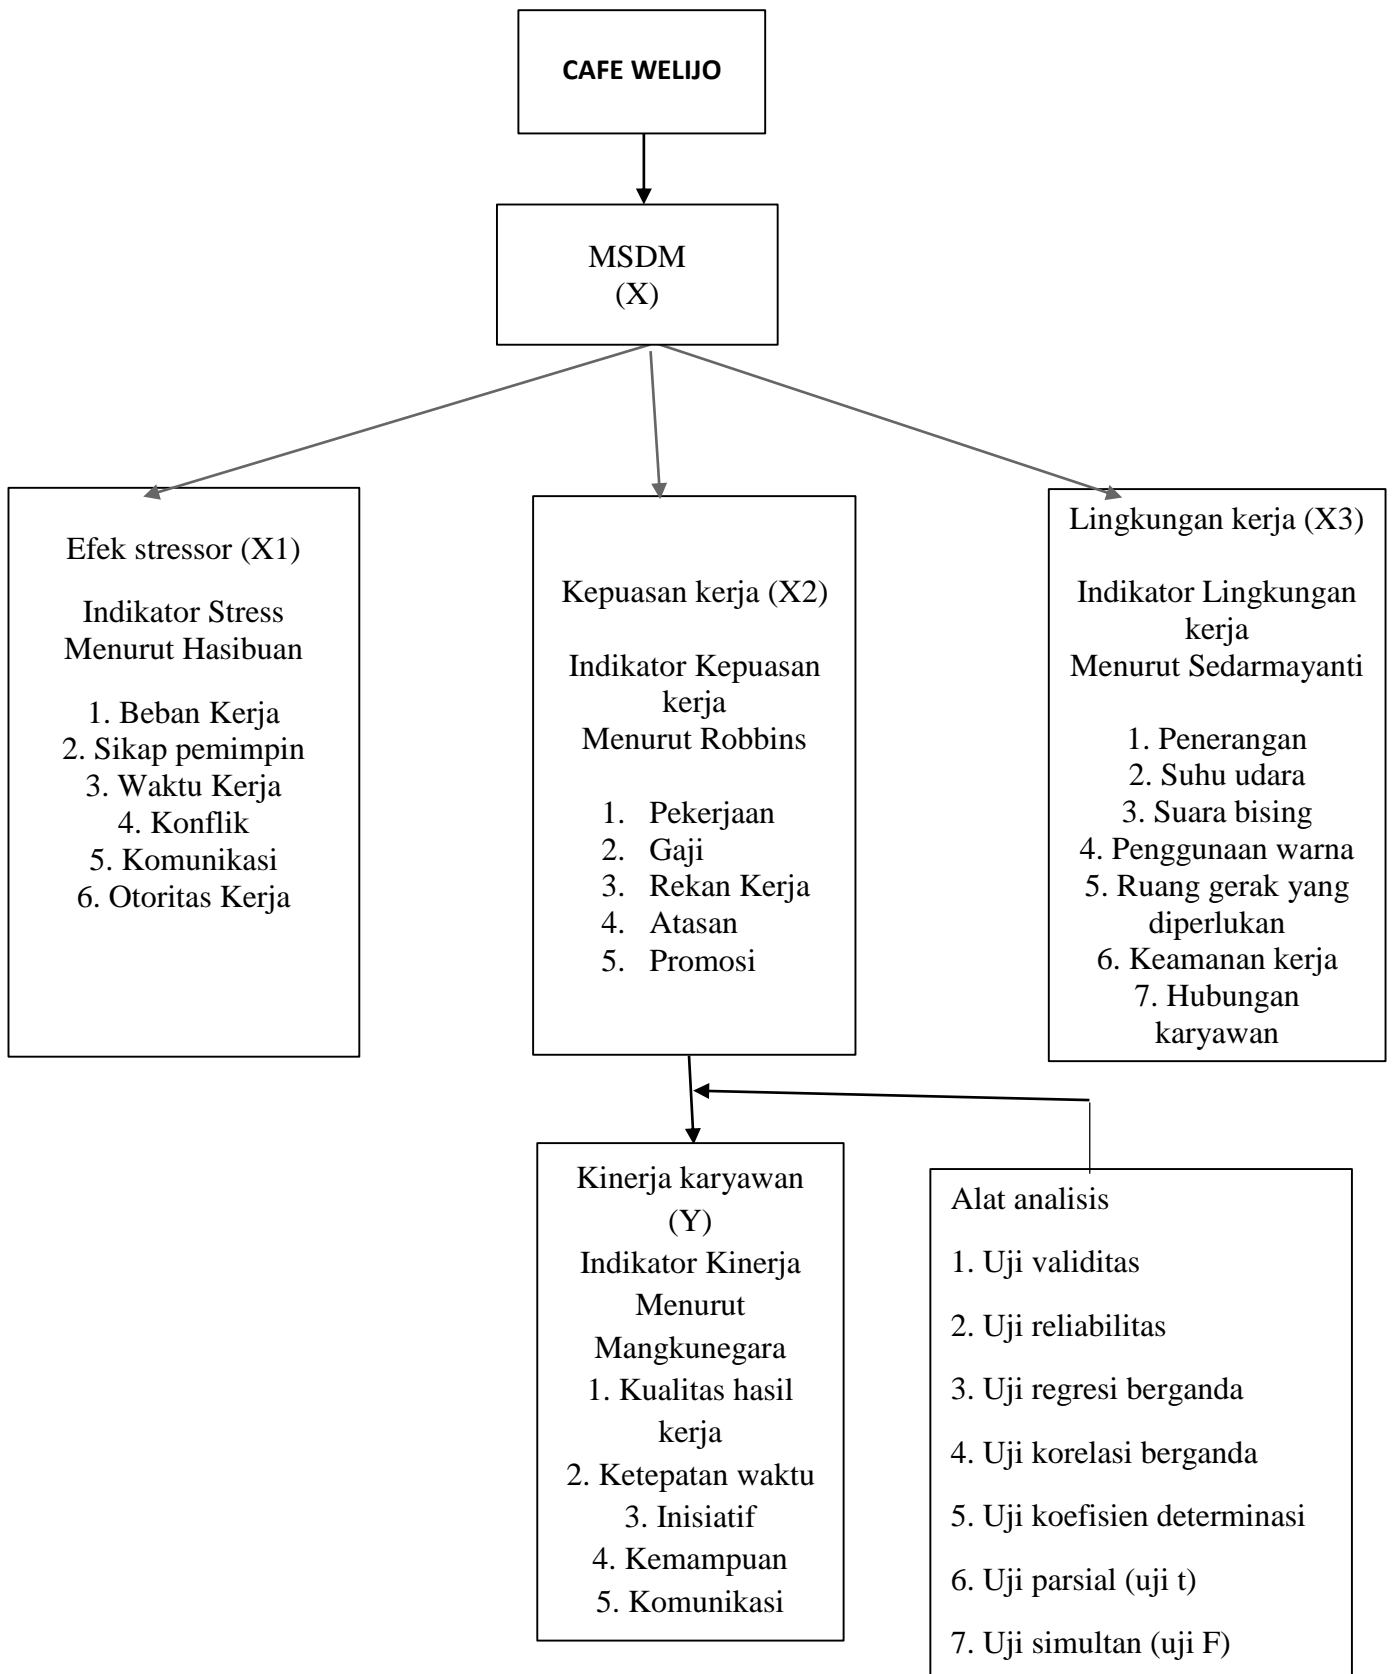 CAFE WELIJO
MSDM
(X)
Efek stressor (X1)
Indikator Stress
Menurut Hasibuan
1. Beban Kerja
2. Sikap pemimpin
3. Waktu Kerja
4. Konflik
5. Komunikasi
6. Otoritas Kerja
Kepuasan kerja (X2)
Indikator Kepuasan
kerja
Menurut Robbins
1. Pekerjaan
2. Gaji
3. Rekan Kerja
4. Atasan
5. Promosi
Lingkungan kerja (X3)
Indikator Lingkungan
kerja
Menurut Sedarmayanti
1. Penerangan
2. Suhu udara
3. Suara bising
4. Penggunaan warna
5. Ruang gerak yang
diperlukan
6. Keamanan kerja
7. Hubungan
karyawan
Kinerja karyawan
(Y)
Indikator Kinerja
Menurut
Mangkunegara
1. Kualitas hasil
kerja
2. Ketepatan waktu
3. Inisiatif
4. Kemampuan
5. Komunikasi
Alat analisis
1. Uji validitas
2. Uji reliabilitas
3. Uji regresi berganda
4. Uji korelasi berganda
5. Uji koefisien determinasi
6. Uji parsial (uji t)
7. Uji simultan (uji F)